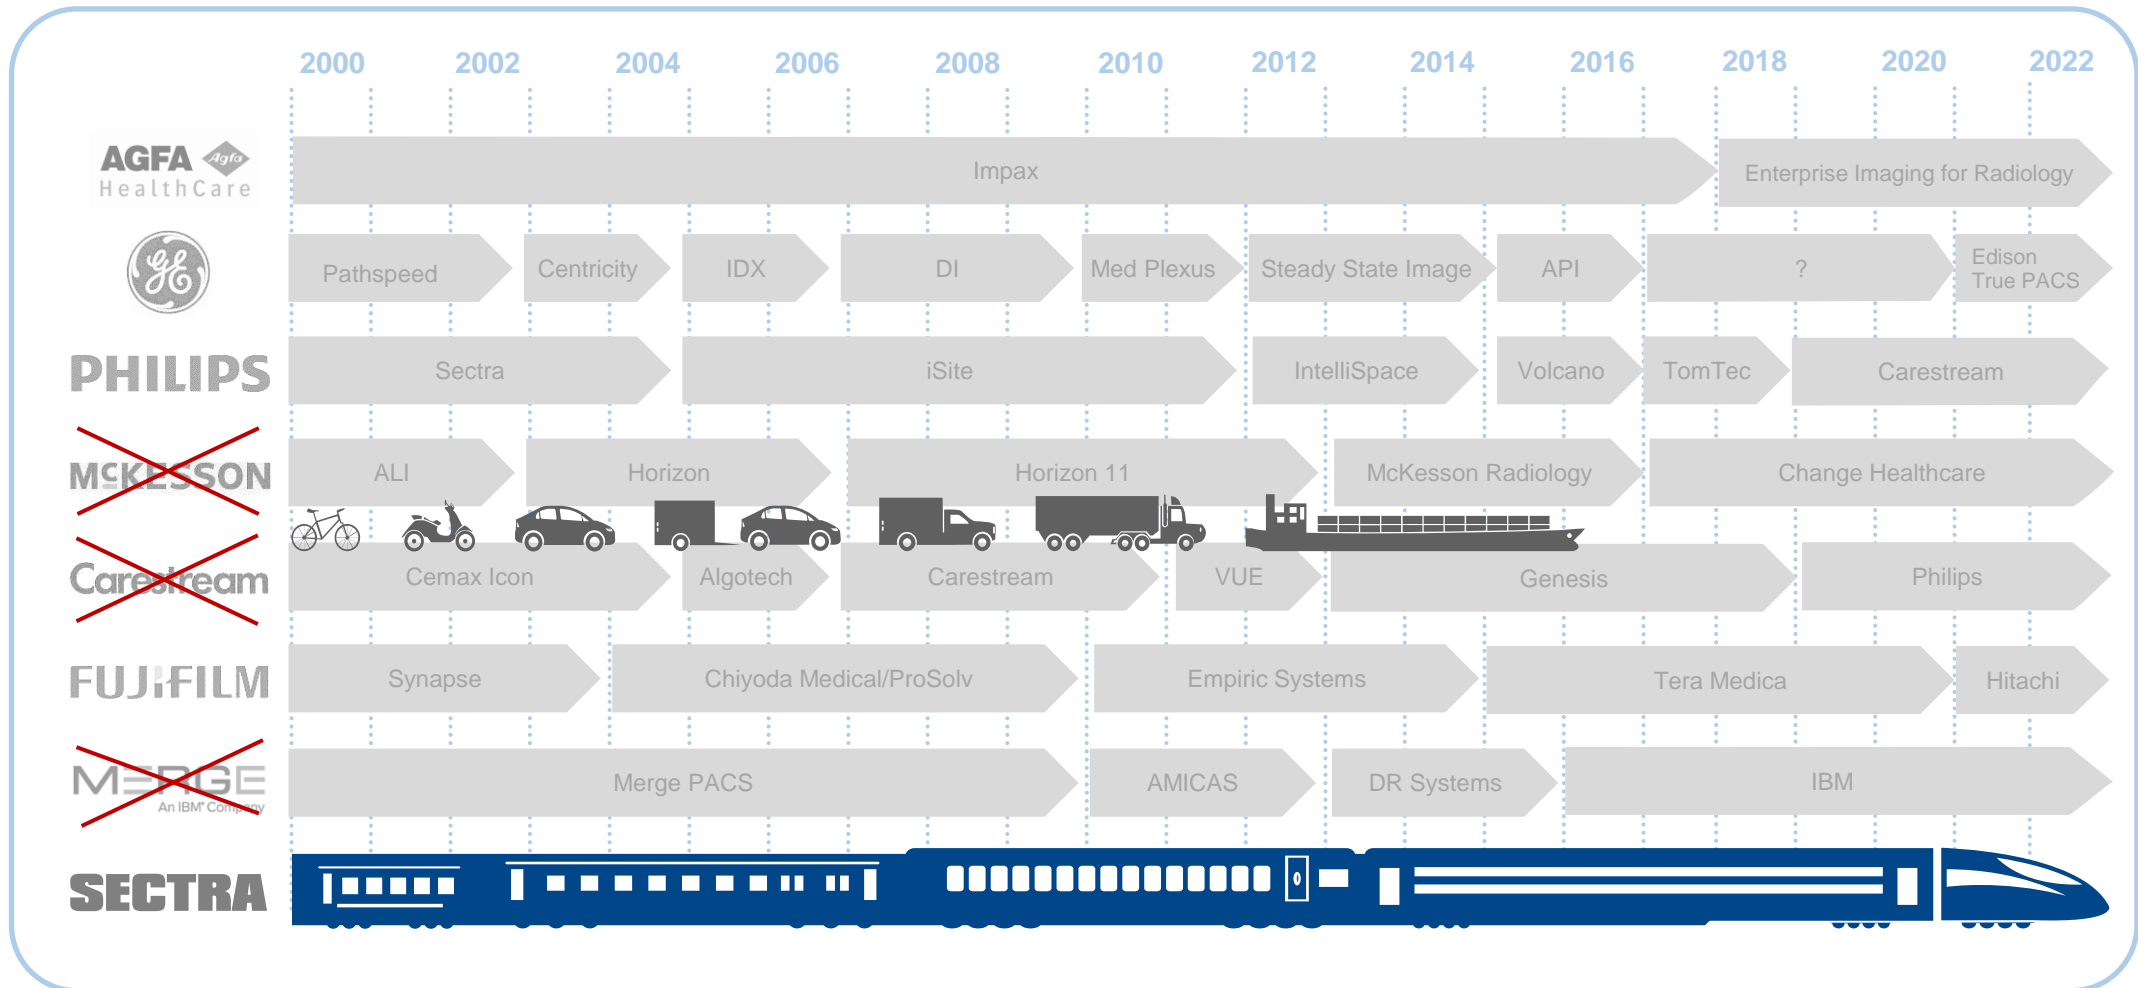 2000 2002 2004 2006 2008 2010 2012 2014 2016 2018 2020 2022
AGFA Agfa
HealthCare
Impax
Enterprise Imaging for Radiology
GE
Pathspeed
Centricity
IDX
DI
Med Plexus
Steady State Image
API
?
Edison
True PACS
PHILIPS
Sectra
iSite
IntelliSpace
Volcano
TomTec
Carestream
McKESSON
ALI
Horizon
Horizon 11
McKesson Radiology
Change Healthcare
Carestream
Cemax Icon
Algotech
Carestream
VUE
Genesis
Philips
FUJIFILM
Synapse
Chiyoda Medical/ProSolv
Empiric Systems
Tera Medica
Hitachi
MERGE
An IBM® Company
Merge PACS
AMICAS
DR Systems
IBM
SECTRA